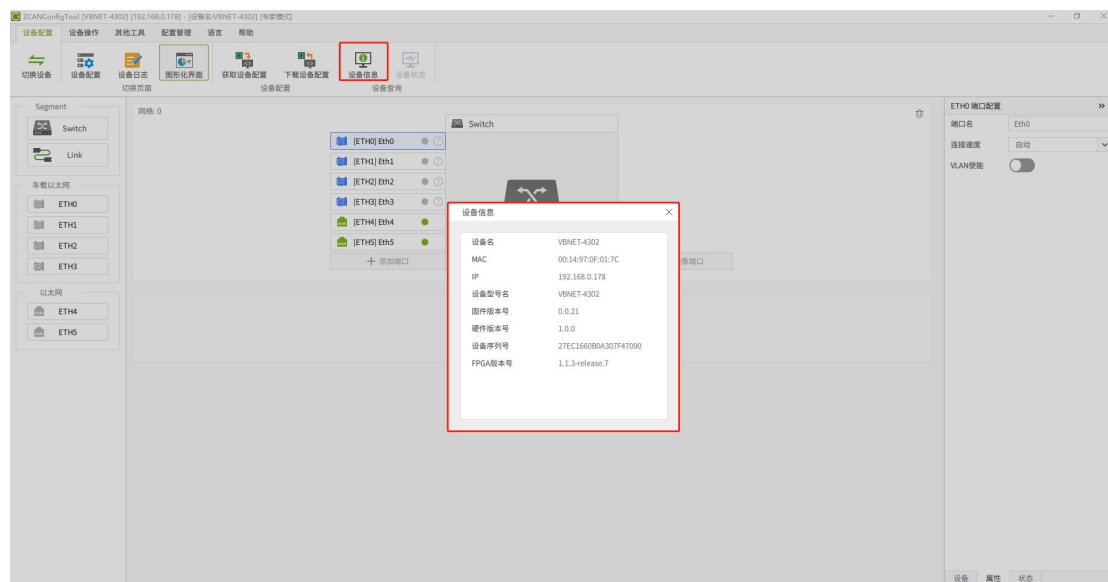 ZCANConfigTool [VBNET-4302] [192.168.0.178] - [设备名:VBNET-4302] [专家模式]
设备配置 设备操作 其他工具 配置管理 语言 帮助
切换设备 设备配置 设备日志 图形化界面 获取设备配置 下载设备配置 设备信息 设备状态
切换页面 设备配置 设备查询
Segment
Switch
Link
车载以太网
ETH0
ETH1
ETH2
ETH3
以太网
ETH4
ETH5
网络: 0
Switch
[ETH0] Eth0
[ETH1] Eth1
[ETH2] Eth2
[ETH3] Eth3
[ETH4] Eth4
[ETH5] Eth5
+ 添加端口
像端口
设备信息
设备名 VBNET-4302
MAC 00:14:97:0F:01:7C
IP 192.168.0.178
设备型号名 VBNET-4302
固件版本号 0.0.21
硬件版本号 1.0.0
设备序列号 27EC1660B0A307F47090
FPGA版本号 1.1.3-release.7
ETH0 端口配置 »
端口名 Eth0
连接速度 自动
VLAN使能
设备 属性 状态